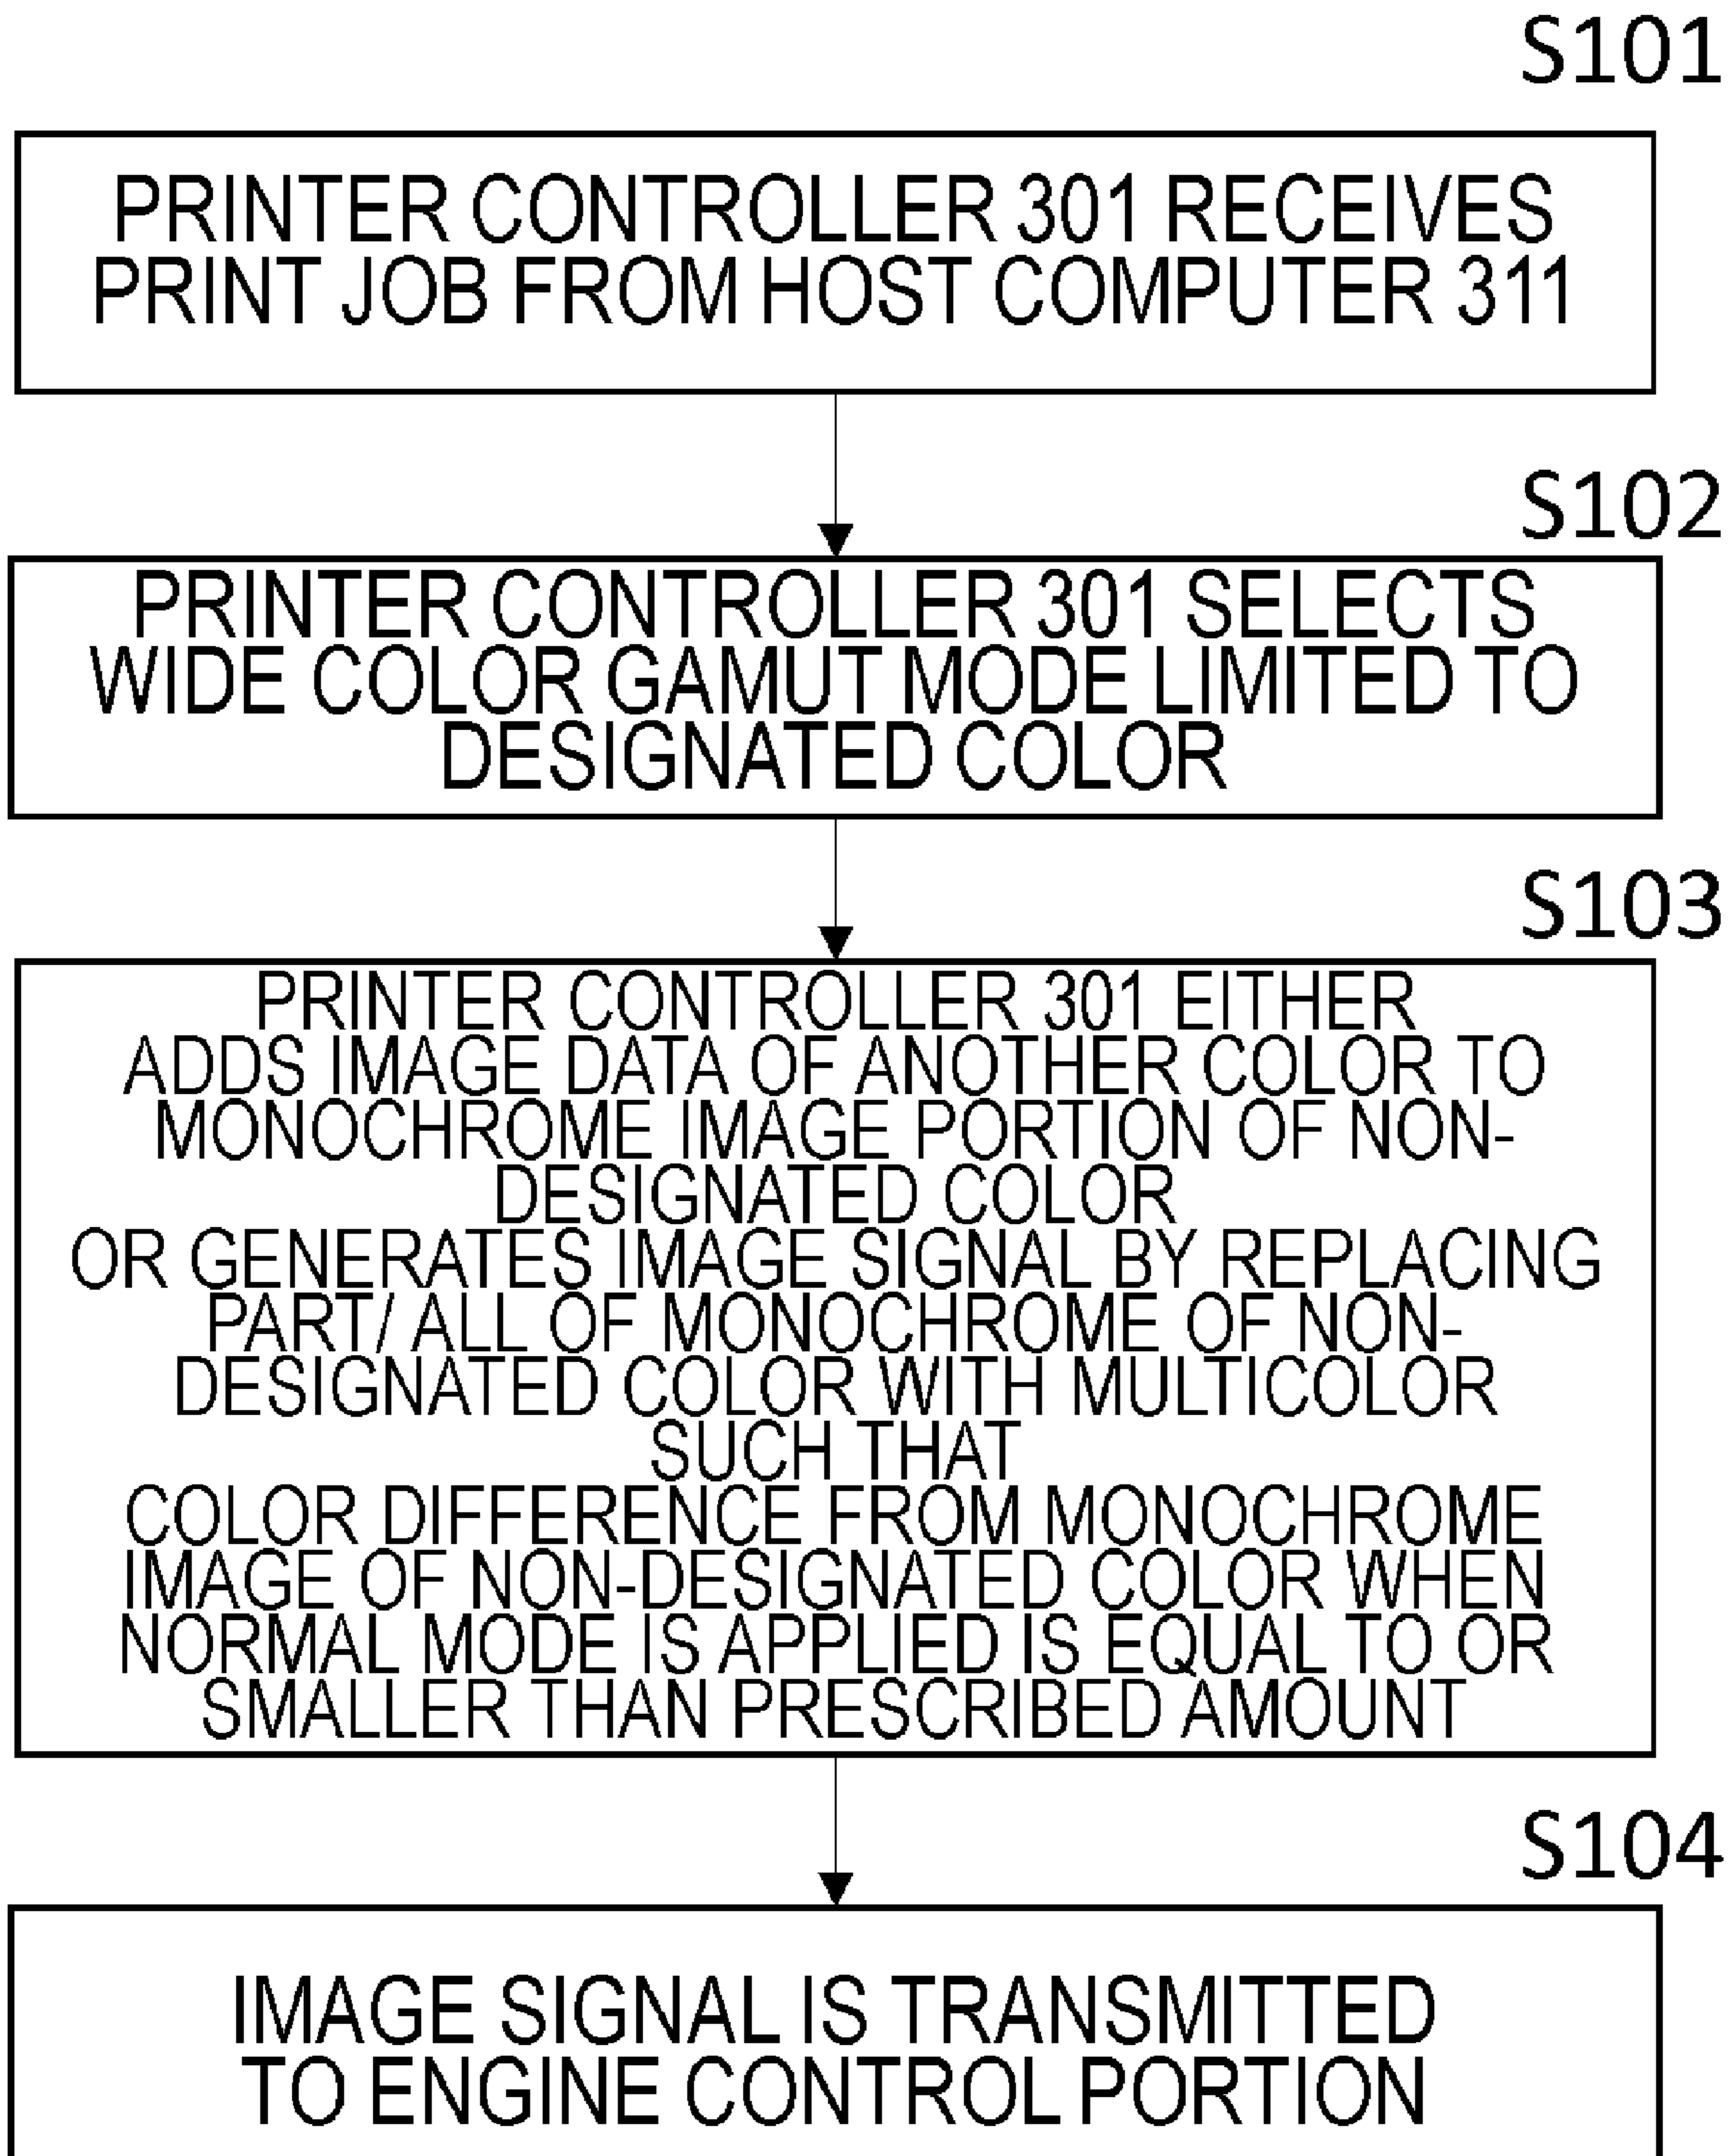 S101
PRINTER CONTROLLER 301 RECEIVES
PRINT JOB FROM HOST COMPUTER 311
S102
PRINTER CONTROLLER 301 SELECTS
WIDE COLOR GAMUT MODE LIMITED TO
DESIGNATED COLOR
S103
PRINTER CONTROLLER 301 EITHER
ADDS IMAGE DATA OF ANOTHER COLOR TO
MONOCHROME IMAGE PORTION OF NON-
DESIGNATED COLOR
OR GENERATES IMAGE SIGNAL BY REPLACING
PART/ALL OF MONOCHROME OF NON-
DESIGNATED COLOR WITH MULTICOLOR
SUCH THAT
COLOR DIFFERENCE FROM MONOCHROME
IMAGE OF NON-DESIGNATED COLOR WHEN
NORMAL MODE IS APPLIED IS EQUAL TO OR
SMALLER THAN PRESCRIBED AMOUNT
S104
IMAGE SIGNAL IS TRANSMITTED
TO ENGINE CONTROL PORTION